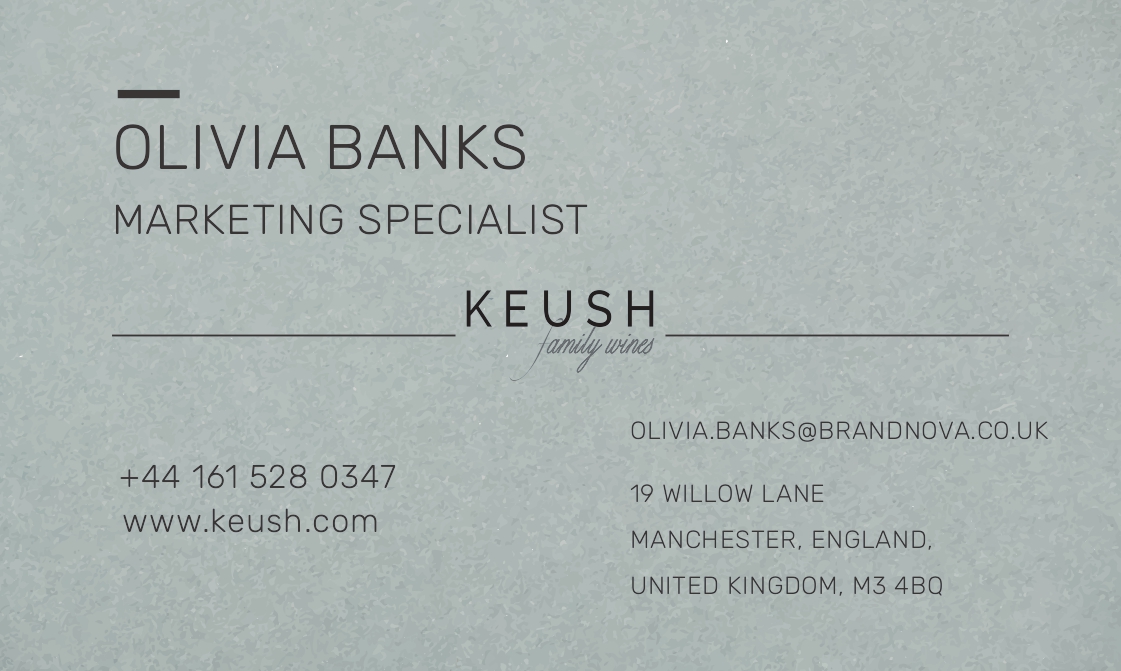 OLIVIA BANKS
MARKETING SPECIALIST
KEUSH
family wines
+44 161 528 0347
www.keush.com
OLIVIA.BANKS@BRANDNOVA.CO.UK
19 WILLOW LANE
MANCHESTER, ENGLAND,
UNITED KINGDOM, M3 4BQ